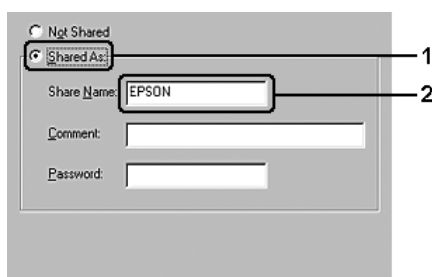 Not Shared
Shared As: 1
Share Name: EPSON 2
Comment:
Password: